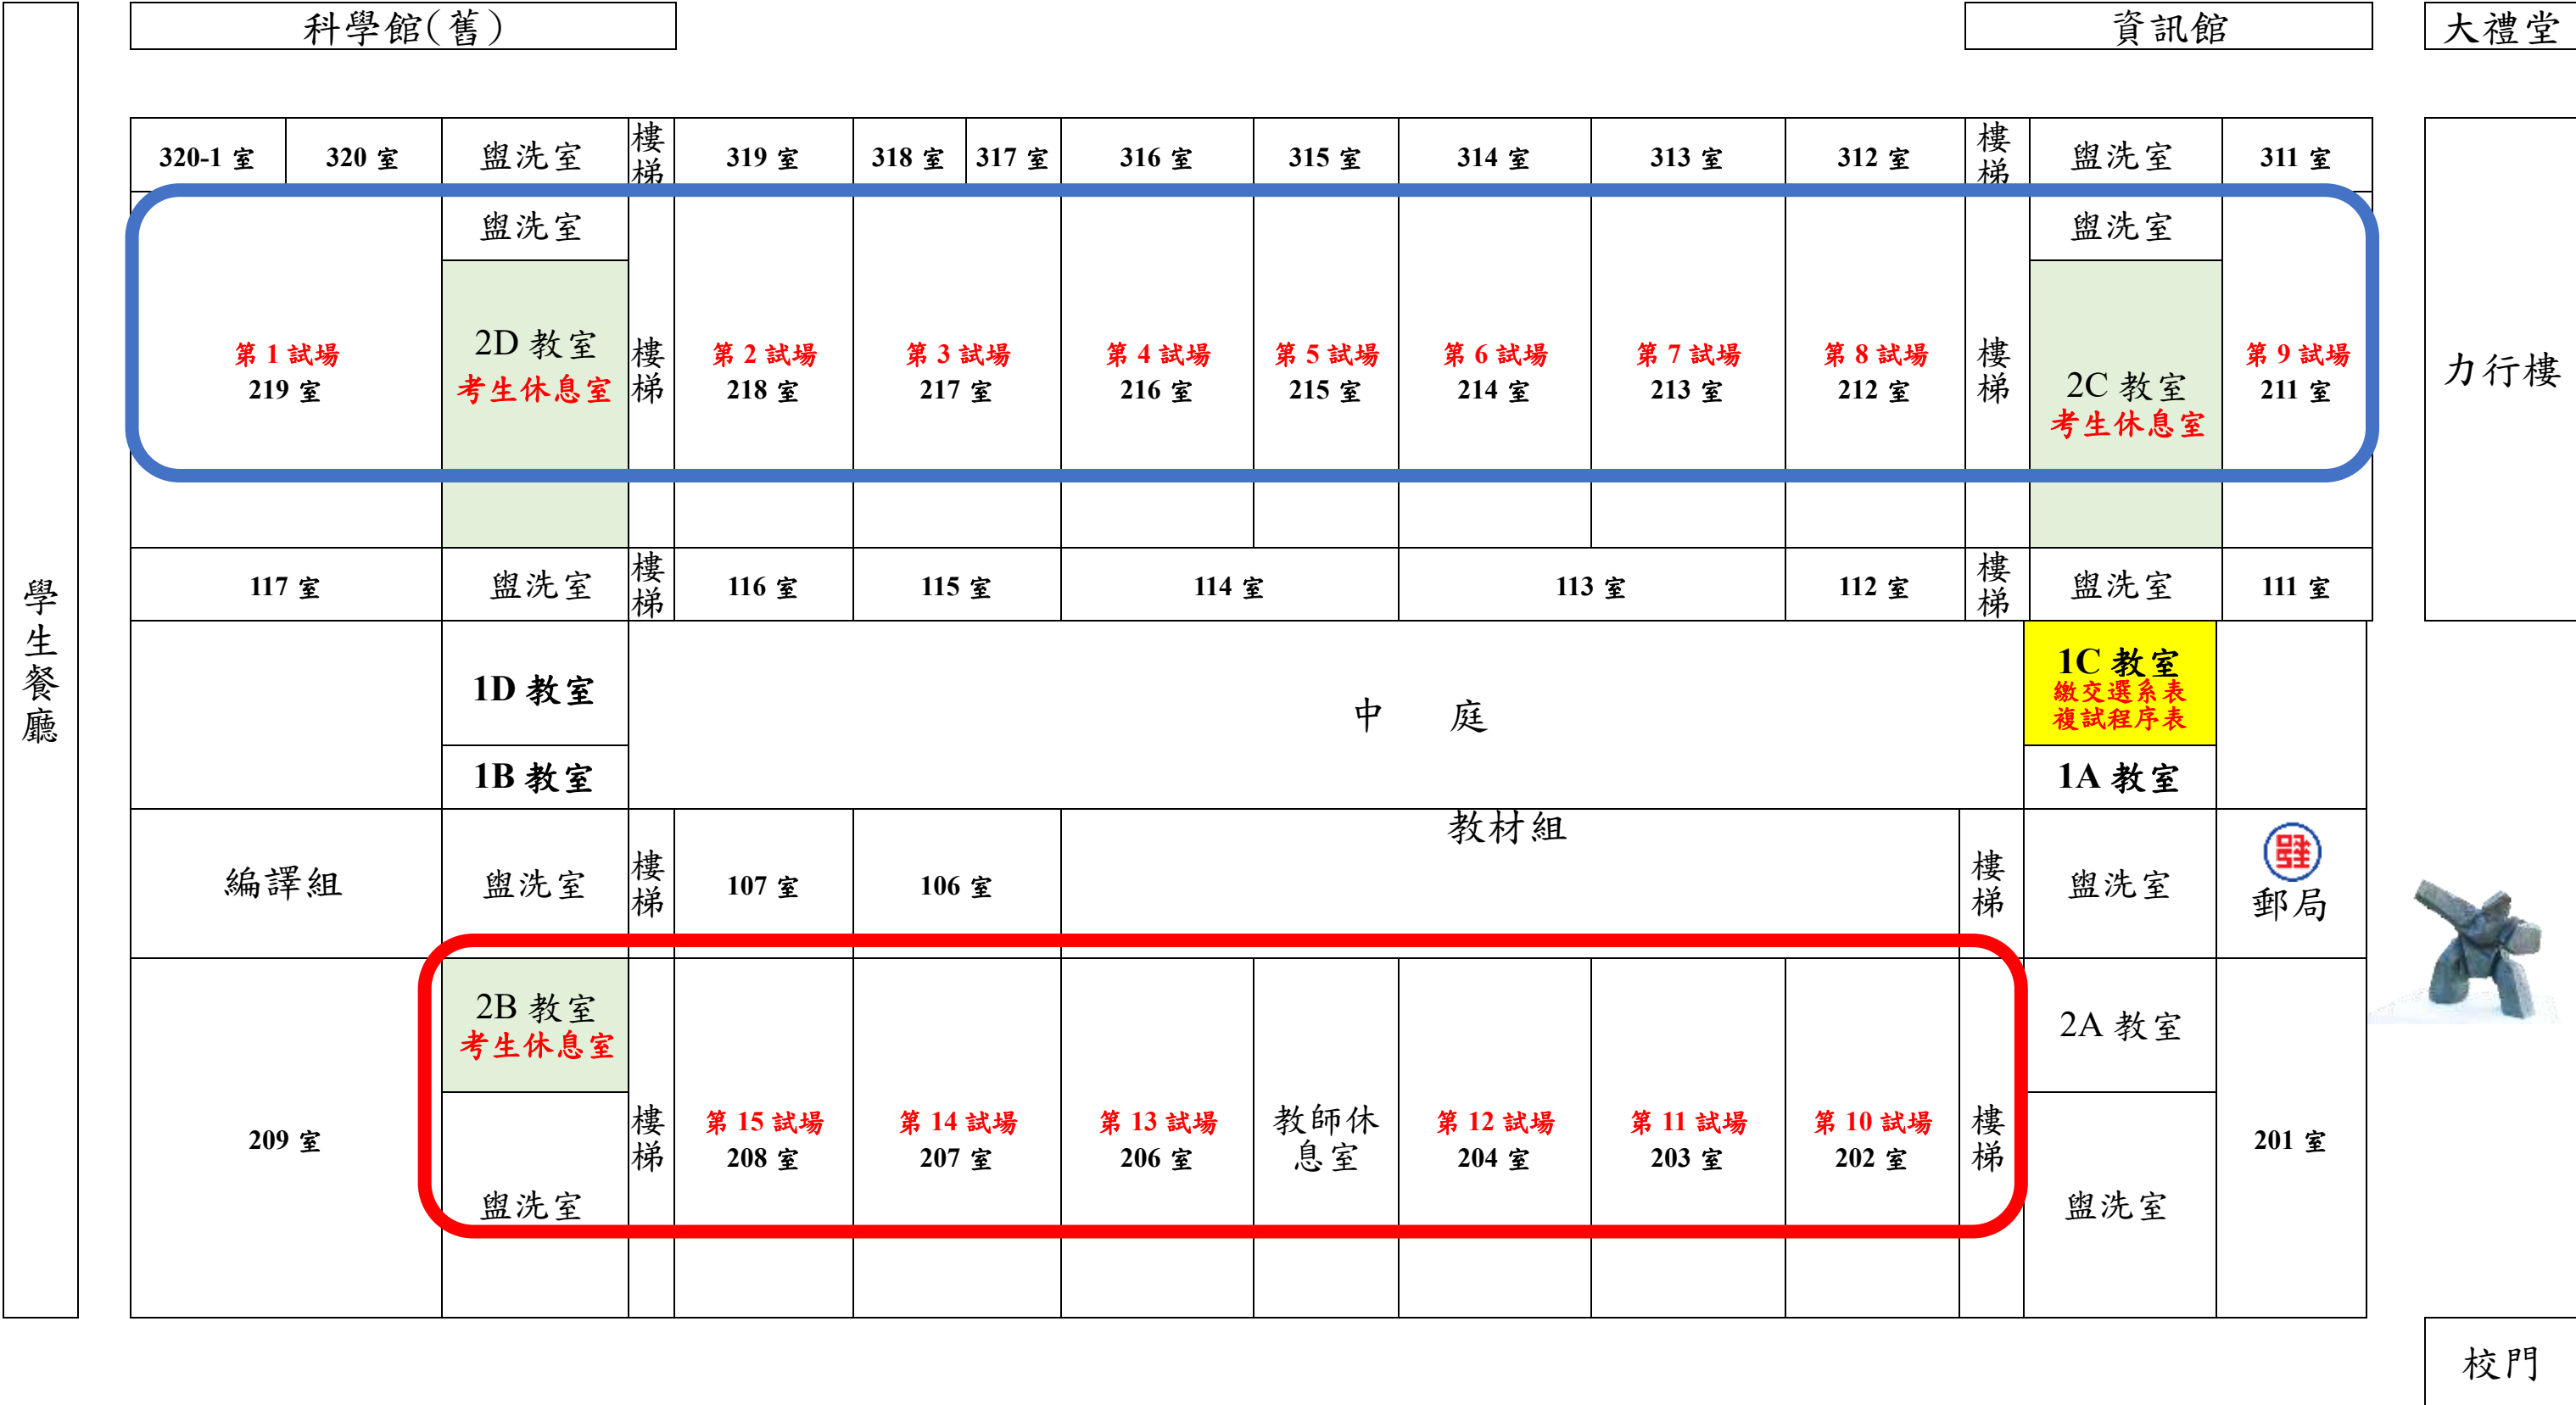 科學館(舊)
資訊館
大禮堂
320-1 室
320 室
盥洗室
樓梯
319 室
318 室
317 室
316 室
315 室
314 室
313 室
312 室
樓梯
盥洗室
311 室
盥洗室
盥洗室
第 1 試場
219 室
2D 教室
考生休息室
樓梯
第 2 試場
218 室
第 3 試場
217 室
第 4 試場
216 室
第 5 試場
215 室
第 6 試場
214 室
第 7 試場
213 室
第 8 試場
212 室
樓梯
2C 教室
考生休息室
第 9 試場
211 室
力行樓
學生餐廳
117 室
盥洗室
樓梯
116 室
115 室
114 室
113 室
112 室
樓梯
盥洗室
111 室
1D 教室
中 庭
1C 教室
繳交選系表
複試程序表
1B 教室
1A 教室
編譯組
盥洗室
樓梯
107 室
106 室
教材組
樓梯
盥洗室
郵局
2B 教室
考生休息室
2A 教室
209 室
盥洗室
樓梯
第 15 試場
208 室
第 14 試場
207 室
第 13 試場
206 室
教師休
息室
第 12 試場
204 室
第 11 試場
203 室
第 10 試場
202 室
樓梯
盥洗室
201 室
校門